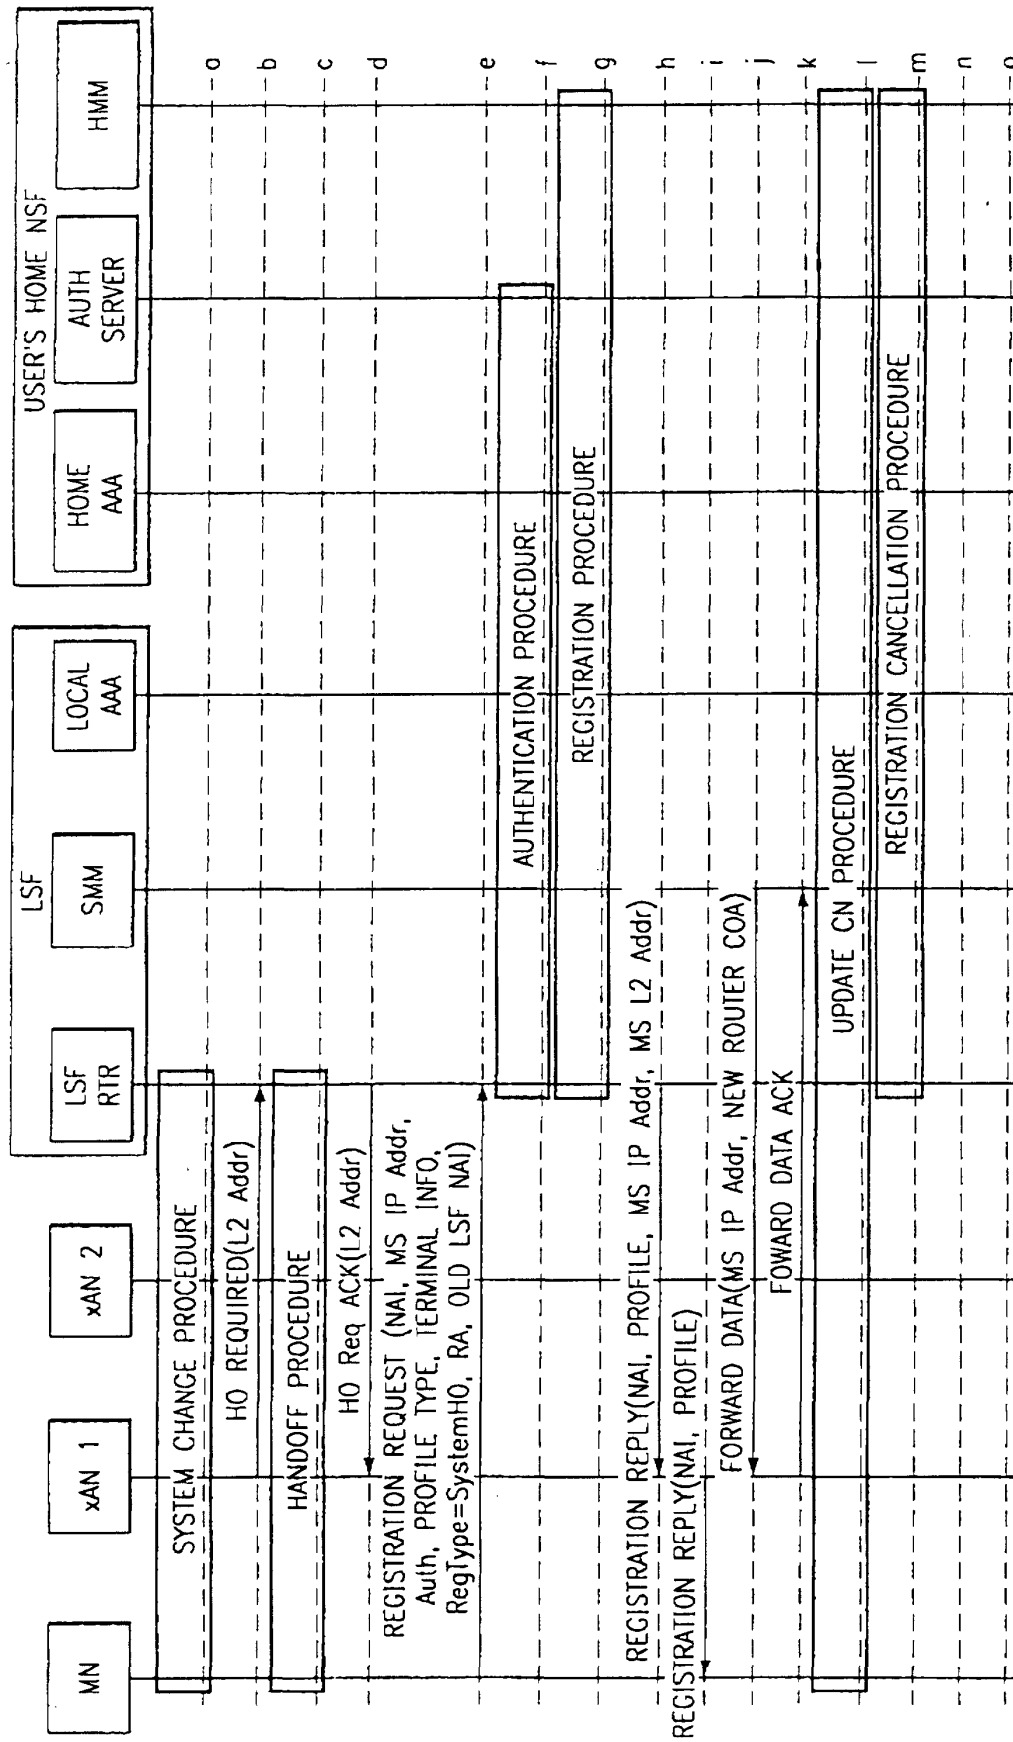 USER'S HOME NSF
LSF
MN
xAN 1
xAN 2
LSF
RTR
SMM
LOCAL
AAA
HOME
AAA
AUTH
SERVER
HMM
SYSTEM CHANGE PROCEDURE
a
HO REQUIRED(L2 Addr)
b
HANDOFF PROCEDURE
c
HO Req ACK(L2 Addr)
d
REGISTRATION REQUEST (NAI, MS IP Addr,
Auth, PROFILE TYPE, TERMINAL INFO,
RegType=SystemHO, RA, OLD LSF NAI)
e
AUTHENTICATION PROCEDURE
f
REGISTRATION PROCEDURE
g
REGISTRATION REPLY(NAI, PROFILE, MS IP Addr, MS L2 Addr)
h
REGISTRATION REPLY(NAI, PROFILE)
i
FORWARD DATA(MS IP Addr, NEW ROUTER COA)
j
FOWARD DATA ACK
k
UPDATE CN PROCEDURE
l
REGISTRATION CANCELLATION PROCEDURE
m
n
o